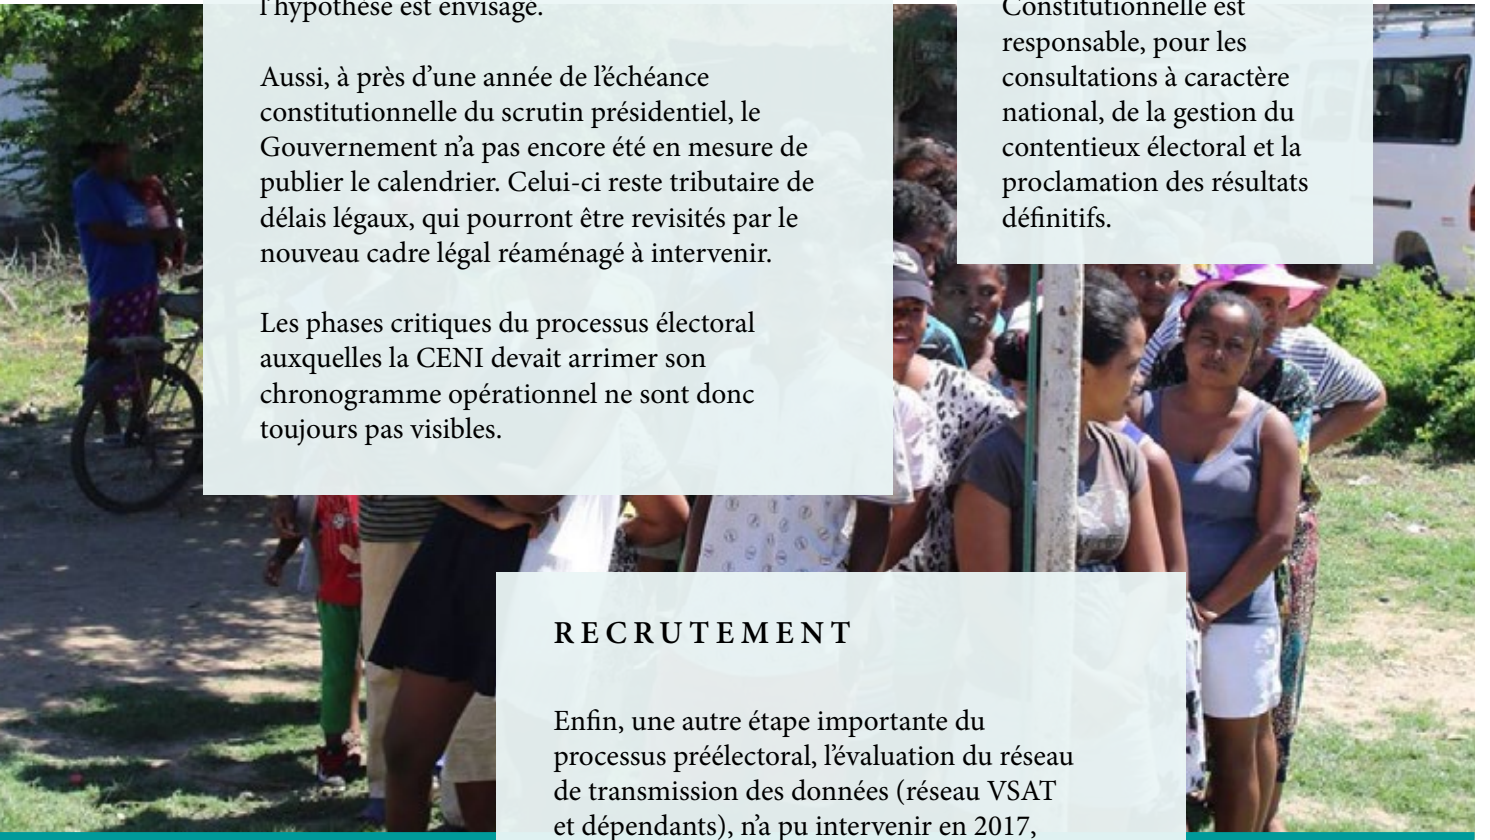 l'hypothèse est envisagé.
Aussi, à près d’une année de l’échéance
constitutionnelle du scrutin présidentiel, le
Gouvernement n’a pas encore été en mesure de
publier le calendrier. Celui-ci reste tributaire de
délais légaux, qui pourront être revisités par le
nouveau cadre légal réaménagé à intervenir.
Les phases critiques du processus électoral
auxquelles la CENI devait arrimer son
chronogramme opérationnel ne sont donc
toujours pas visibles.
Constitutionnelle est
responsable, pour les
consultations à caractère
national, de la gestion du
contentieux électoral et la
proclamation des résultats
définitifs.
RECRUTEMENT
Enfin, une autre étape importante du
processus préélectoral, l’évaluation du réseau
de transmission des données (réseau VSAT
et dépendants), n’a pu intervenir en 2017,